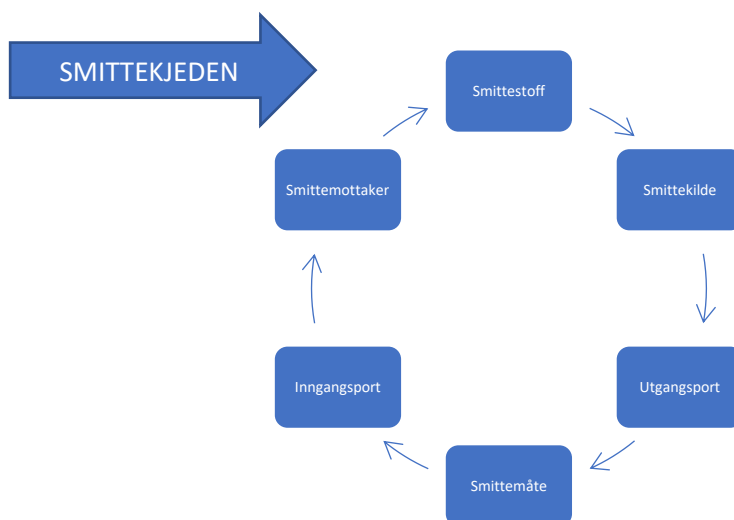 SMITTEKJEDEN
Smittestoff
Smittekilde
Utgangsport
Smittemåte
Inngangsport
Smittemottaker